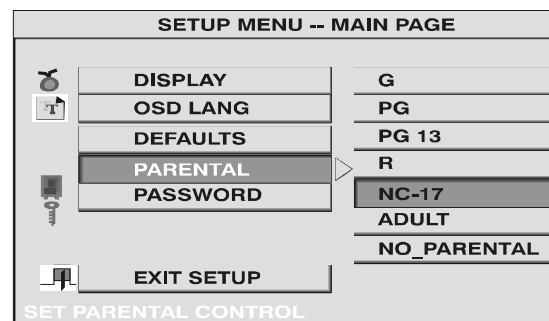 SETUP MENU -- MAIN PAGE
DISPLAY
OSD LANG
DEFAULTS
PARENTAL
PASSWORD
EXIT SETUP
G
PG
PG 13
R
NC-17
ADULT
NO_PARENTAL
SET PARENTAL CONTROL